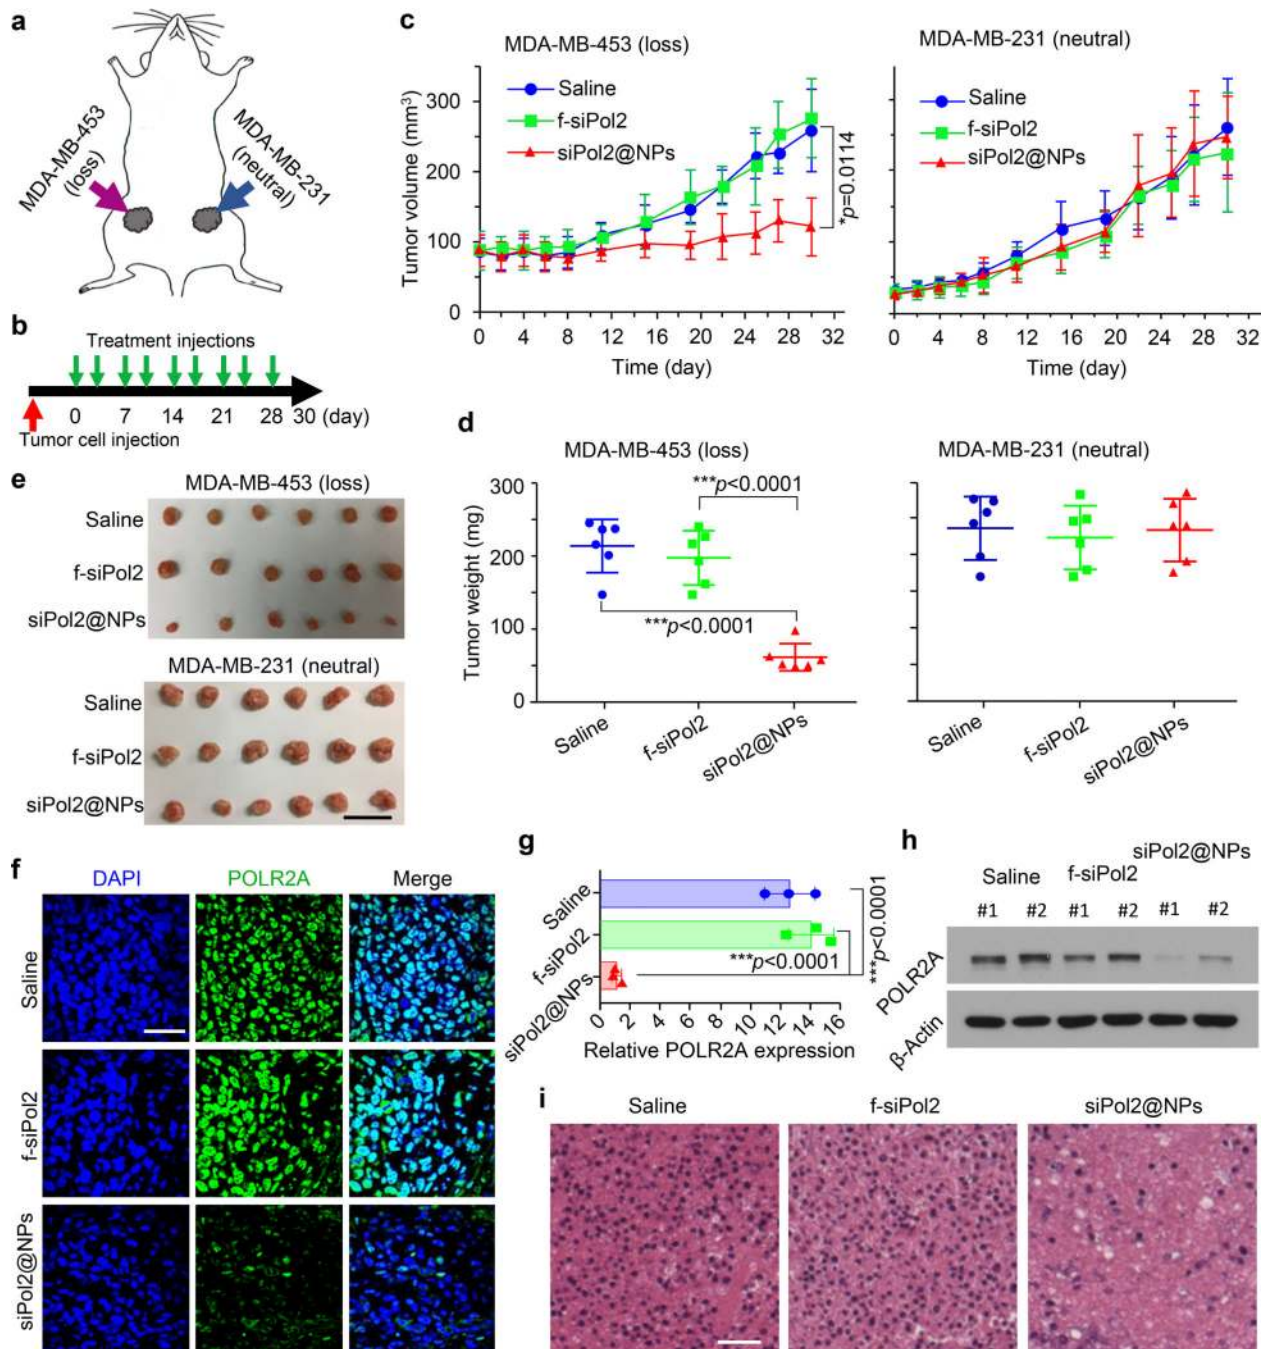 a
MDA-MB-453
(loss)
MDA-MB-231
(neutral)
b
Treatment injections
0 7 14 21 28 30 (day)
Tumor cell injection
c
MDA-MB-453 (loss)
Saline
f-siPol2
siPol2@NPs
Tumor volume (mm³)
300
200
100
0
*p=0.0114
0 4 8 12 16 20 24 28 32
Time (day)
MDA-MB-231 (neutral)
Saline
f-siPol2
siPol2@NPs
0 4 8 12 16 20 24 28 32
Time (day)
d
MDA-MB-453 (loss)
***p<0.0001
Tumor weight (mg)
300
200
100
0
***p<0.0001
Saline
f-siPol2
siPol2@NPs
MDA-MB-231 (neutral)
Saline
f-siPol2
siPol2@NPs
e
MDA-MB-453 (loss)
Saline
f-siPol2
siPol2@NPs
MDA-MB-231 (neutral)
Saline
f-siPol2
siPol2@NPs
f
DAPI POLR2A Merge
Saline
f-siPol2
siPol2@NPs
g
Saline
f-siPol2
siPol2@NPs
***p<0.0001
***p<0.0001
0 2 4 6 8 10 12 14 16
Relative POLR2A expression
h
Saline f-siPol2 siPol2@NPs
#1 #2 #1 #2 #1 #2
POLR2A
β-Actin
i
Saline f-siPol2 siPol2@NPs